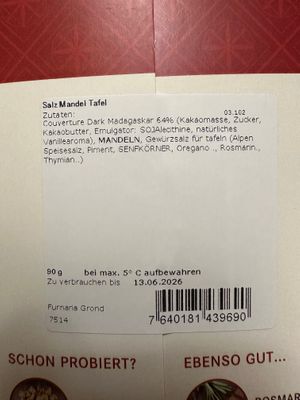 Salz Mandel Tafel
Zutaten: 03.102
Couverture Dark Madagaskar 64% (Kakaomasse, Zucker,
Kakaobutter, Emulgator: SOJAlecithine, natürliches
Vanillearoma), MANDELN, Gewürzsalz für tafeln (Alpen
Speisesalz, Piment, SENFKÖRNER, Oregano.., Rosmarin.,
Thymian..)
90 g bei max. 5° C aufbewahren
Zu verbrauchen bis 13.06.2026
Furnaria Grond
7514
7 640181 439690
SCHON PROBIERT?
EBENSO GUT...